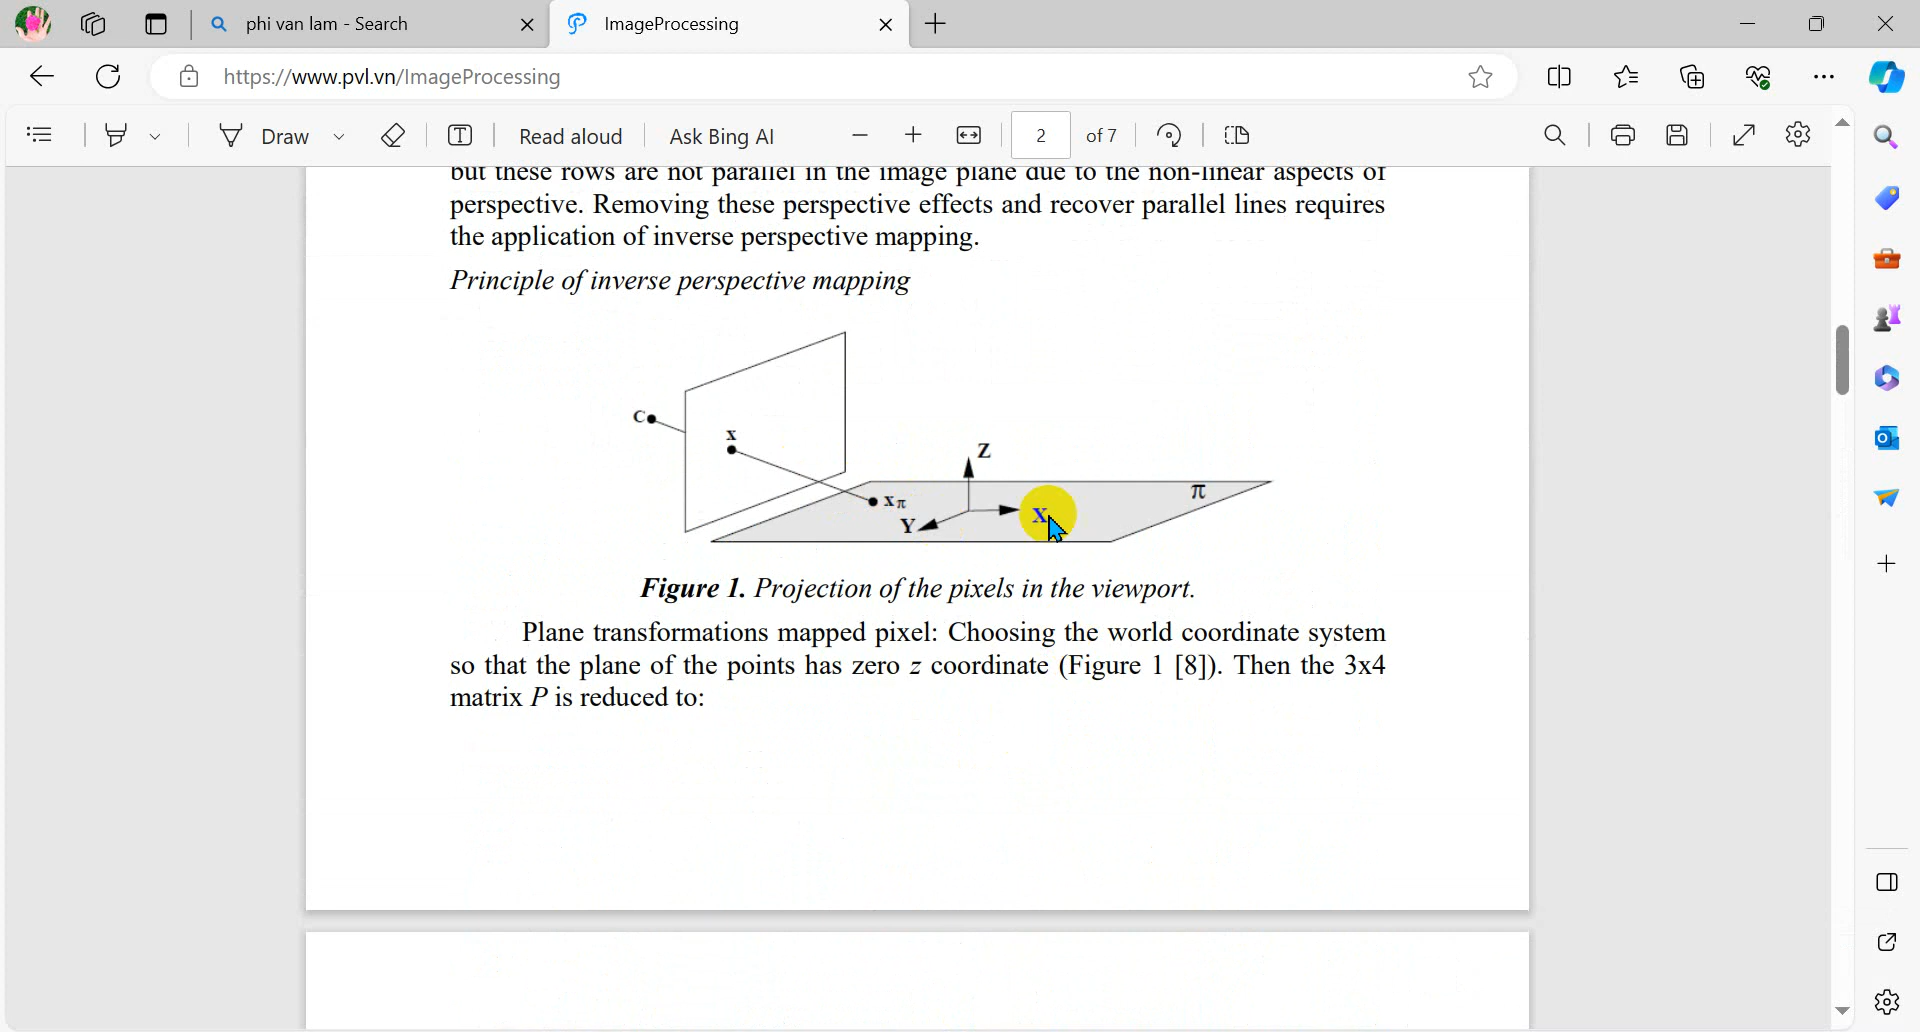 phi van lam - Search
ImageProcessing
https://www.pvl.vn/ImageProcessing
Draw
Read aloud
Ask Bing AI
2
of 7
but these rows are not parallel in the image plane due to the non-linear aspects of
perspective. Removing these perspective effects and recover parallel lines requires
the application of inverse perspective mapping.
Principle of inverse perspective mapping
C
x
Z
xπ
π
Y
X
Figure 1. Projection of the pixels in the viewport.
Plane transformations mapped pixel: Choosing the world coordinate system
so that the plane of the points has zero z coordinate (Figure 1 [8]). Then the 3x4
matrix P is reduced to: